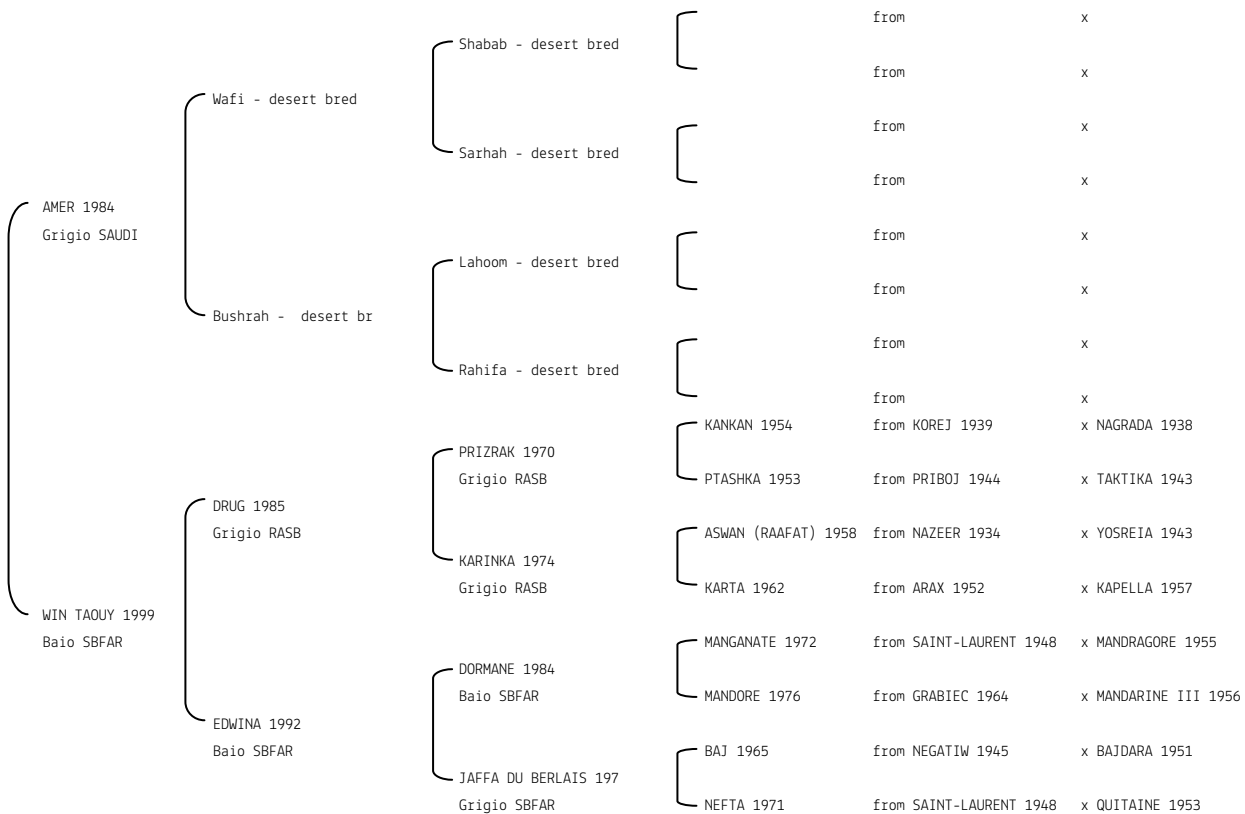 from x
Shabab - desert bred
from x
Wafi - desert bred
from x
Sarhah - desert bred
from x
AMER 1984
Grigio SAUDI
from x
Lahoom - desert bred
from x
Bushrah - desert br
from x
Rahifa - desert bred
from x
KANKAN 1954 from KOREJ 1939 x NAGRADA 1938
PRIZRAK 1970
Grigio RASB
PTASHKA 1953 from PRIBOJ 1944 x TAKTIKA 1943
DRUG 1985
Grigio RASB
ASWAN (RAAFAT) 1958 from NAZEER 1934 x YOSREIA 1943
KARINKA 1974
Grigio RASB
KARTA 1962 from ARAX 1952 x KAPELLA 1957
WIN TAOUY 1999
Baio SBFAR
MANGANATE 1972 from SAINT-LAURENT 1948 x MANDRAGORE 1955
DORMANE 1984
Baio SBFAR
MANDORE 1976 from GRABIEC 1964 x MANDARINE III 1956
EDWINA 1992
Baio SBFAR
BAJ 1965 from NEGATIW 1945 x BAJDARA 1951
JAFFA DU BERLAIS 197
Grigio SBFAR
NEFTA 1971 from SAINT-LAURENT 1948 x QUITAINE 1953